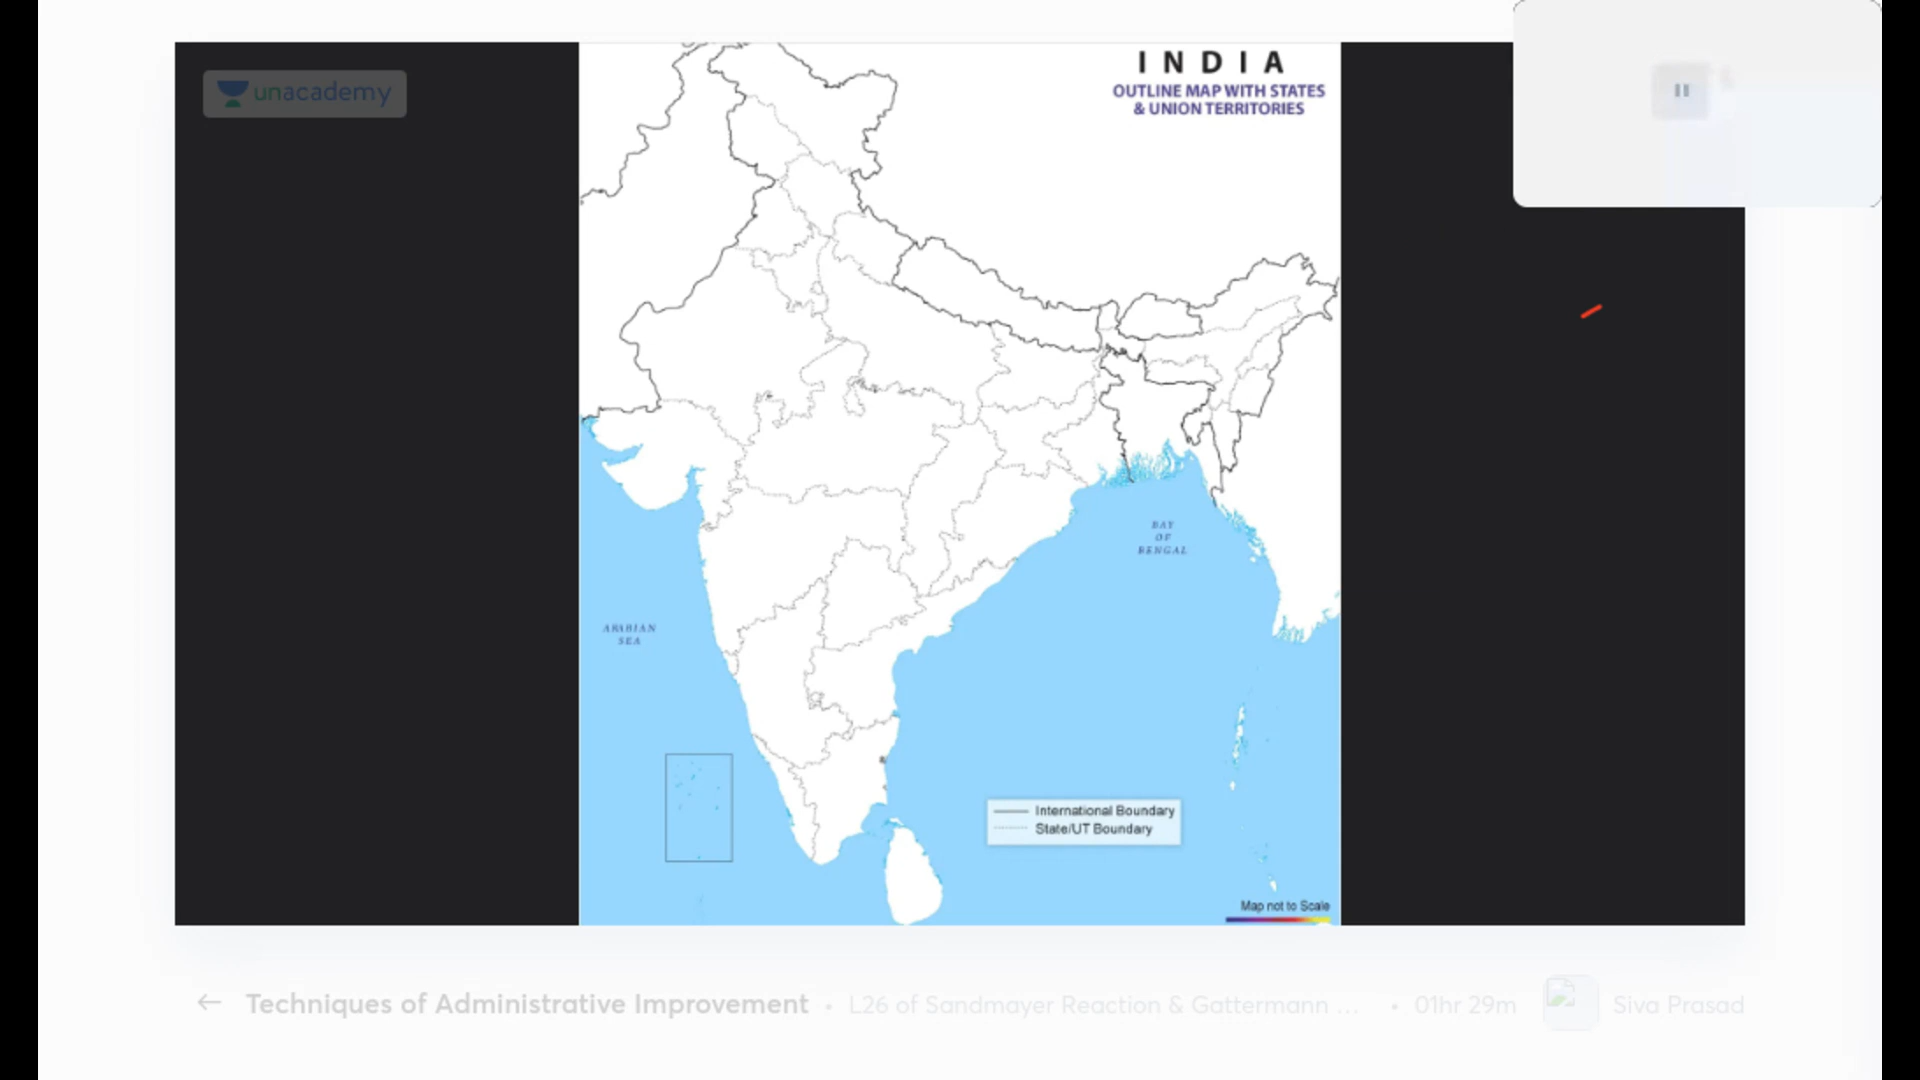 unacademy
INDIA
OUTLINE MAP WITH STATES
& UNION TERRITORIES
BAY
OF
BENGAL
ARABIAN
SEA
International Boundary
State/UT Boundary
Map not to Scale
← Techniques of Administrative Improvement • L26 of Sandmayer Reaction & Gattermann ... • 01hr 29m Siva Prasad